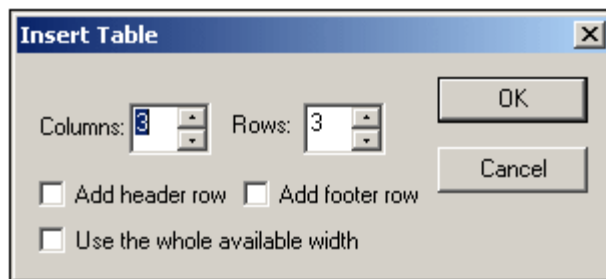 Insert Table
Columns: 3 Rows: 3
OK
Cancel
Add header row Add footer row
Use the whole available width